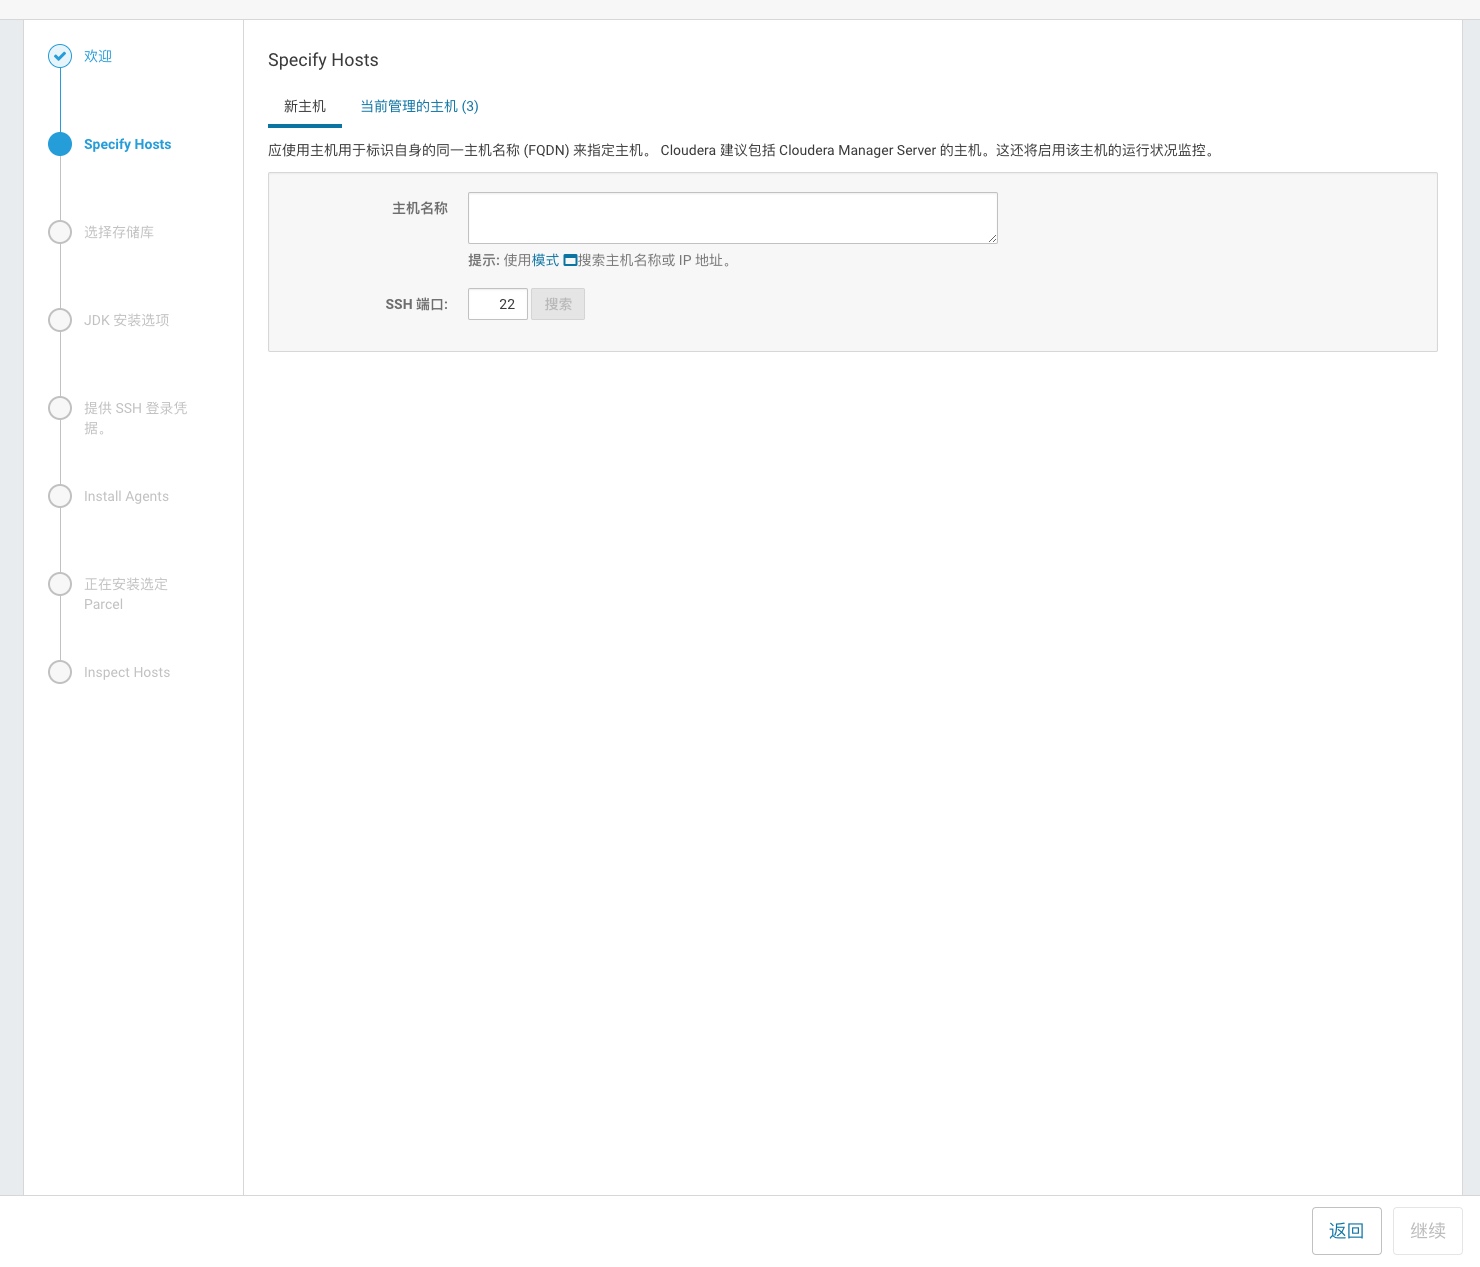 欢迎
Specify Hosts
选择存储库
JDK 安装选项
提供 SSH 登录凭
据。
Install Agents
正在安装选定
Parcel
Inspect Hosts
Specify Hosts
新主机 当前管理的主机 (3)
应使用主机用于标识自身的同一主机名称 (FQDN) 来指定主机。 Cloudera 建议包括 Cloudera Manager Server 的主机。这还将启用该主机的运行状况监控。
主机名称
提示: 使用模式 搜索主机名称或 IP 地址。
SSH 端口: 22 搜索
返回 继续